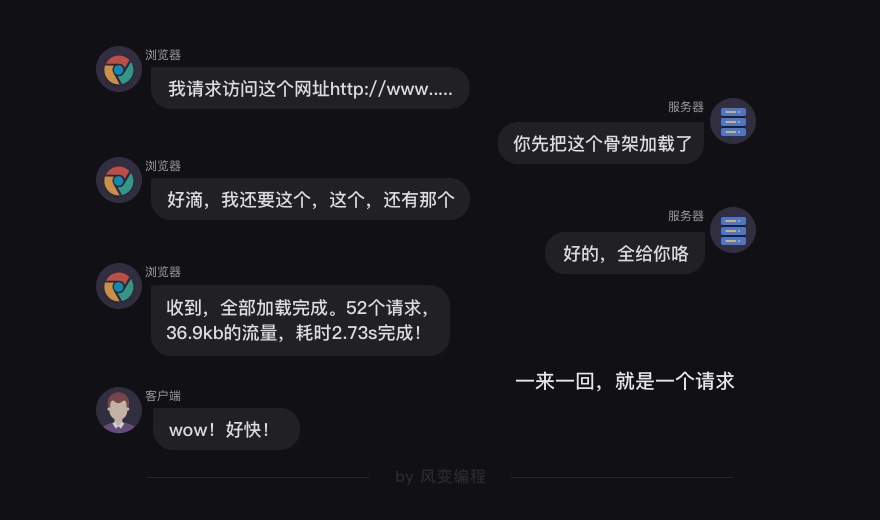 浏览器
我请求访问这个网址http://www.....
服务器
你先把这个骨架加载了
浏览器
好滴，我还要这个，这个，还有那个
服务器
好的，全给你咯
浏览器
收到，全部加载完成。52个请求，
36.9kb的流量，耗时2.73s完成！
一来一回，就是一个请求
客户端
wow！好快！
by 风变编程